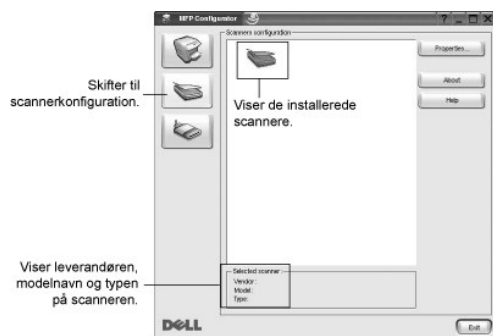 MFP Configurator
Scanners configuration
Properties...
About
Help
Skifter til
scannerkonfiguration.
Viser de installerede
scannere.
Viser leverandøren,
modelnavn og typen
på scanneren.
Selected scanner:
Vendor:
Model:
Type:
DELL
Exit